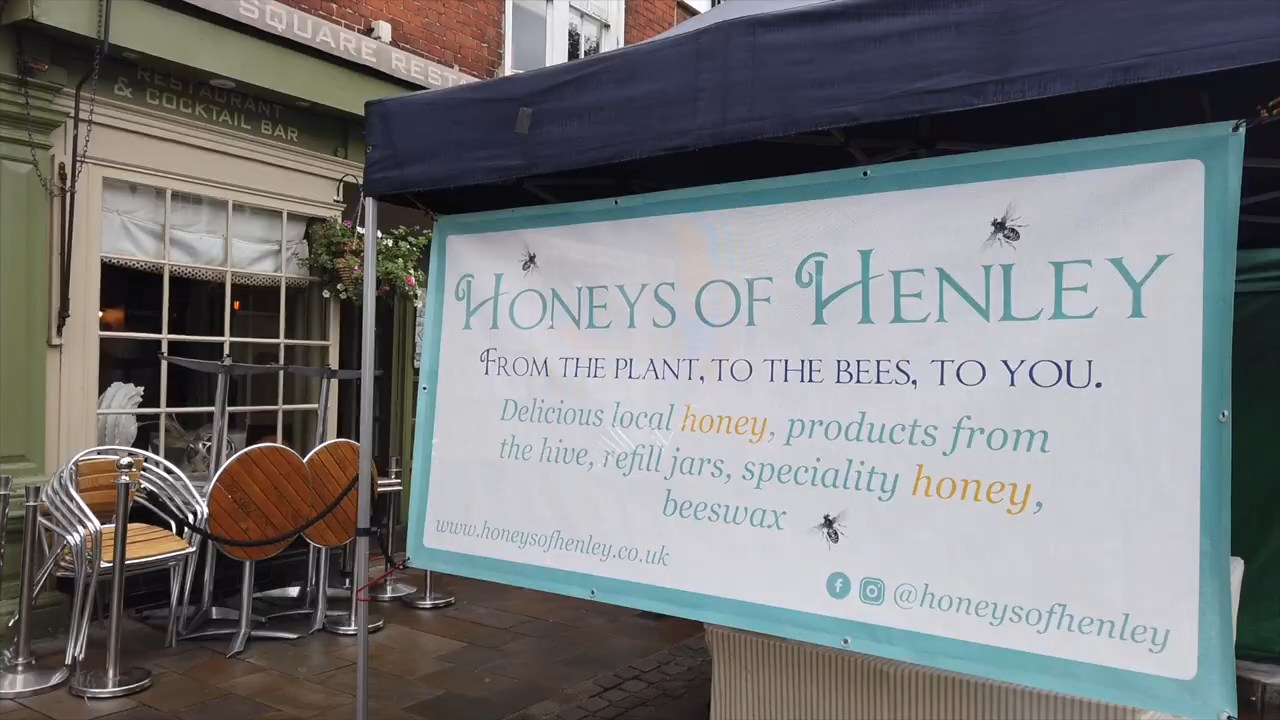 SQUARE
RESTAURANT
& COCKTAIL BAR
HONEYS OF HENLEY
FROM THE PLANT, TO THE BEES, TO YOU.
Delicious local honey, products from
the hive, refill jars, speciality honey,
beeswax
www.honeysofhenley.co.uk
@honeysofhenley